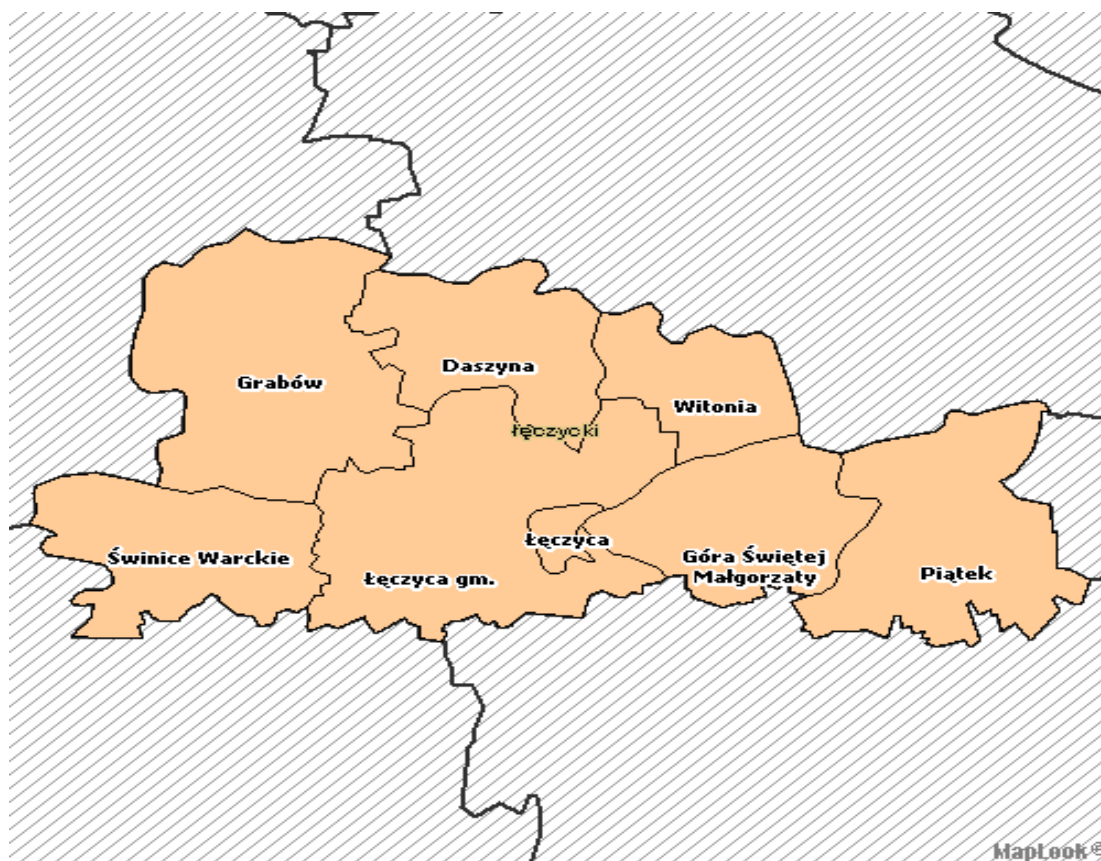 Daszyna
Grabów
Witonia
łęczycki
Łęczyca
Świnice Warckie
Góra Świętej
Małgorzaty
Łęczyca gm.
Piątek
MapLook©